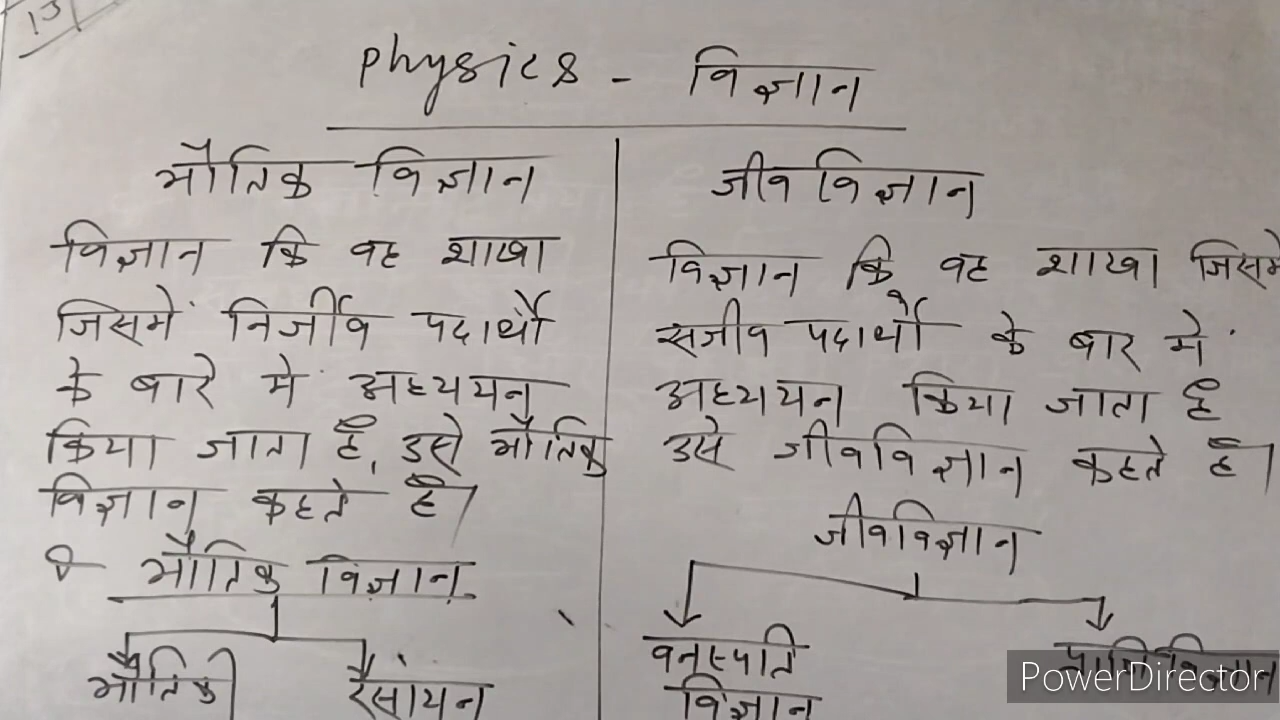 13
Physics - विज्ञान
भौतिक विज्ञान
विज्ञान कि वह शाखा
जिसमें निर्जीव पदार्थों
के बारे में अध्ययन
किया जाता है, उसे भौतिक
विज्ञान कहते है।
भौतिक विज्ञान
भौतिकी
रसायन
जीव विज्ञान
विज्ञान कि वह शाखा जिसमे
सजीव पदार्थो के बार में
अध्ययन किया जाता है
उसे जीवविज्ञान कहते है।
जीवविज्ञान
वनस्पति
विज्ञान
प्राणि विज्ञान
PowerDirector